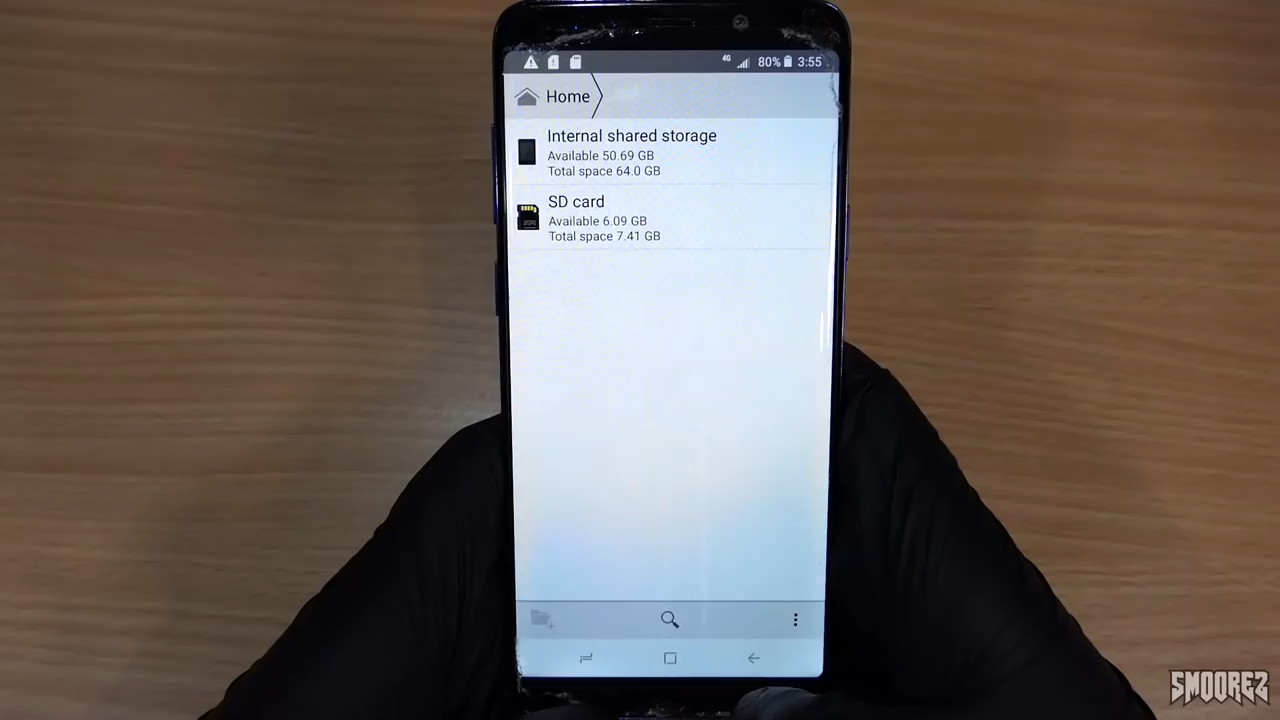 4G 80% 3:55
Home
Internal shared storage
Available 50.69 GB
Total space 64.0 GB
SD card
Available 6.09 GB
Total space 7.41 GB
SMOOREZ